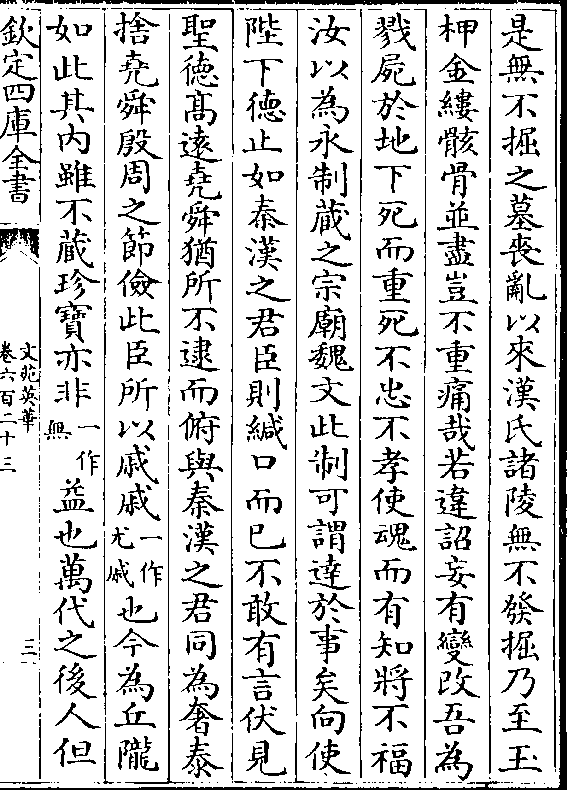 是無不掘之墓喪亂以來漢氏諸陵無不發掘乃至玉
柙金縷骸骨並盡豈不重痛哉若違詔妄有變改吾為
戮屍於地下死而重死不忠不孝使魂而有知將不福
汝以為永制蔵之宗廟魏文此制可謂達於事矣向使
陛下德止如秦漢之君臣則緘口而已不敢有言伏見
聖德髙遠堯舜猶所不逮而俯與秦漢之君同為奢泰
捨堯舜殷周之節儉此臣所以戚戚一作尤戚也今為丘隴
如此其内雖不蔵珍寳亦非一作無益也萬代之後人但
欽定四庫全書
文苑英華
卷六百二十三
三